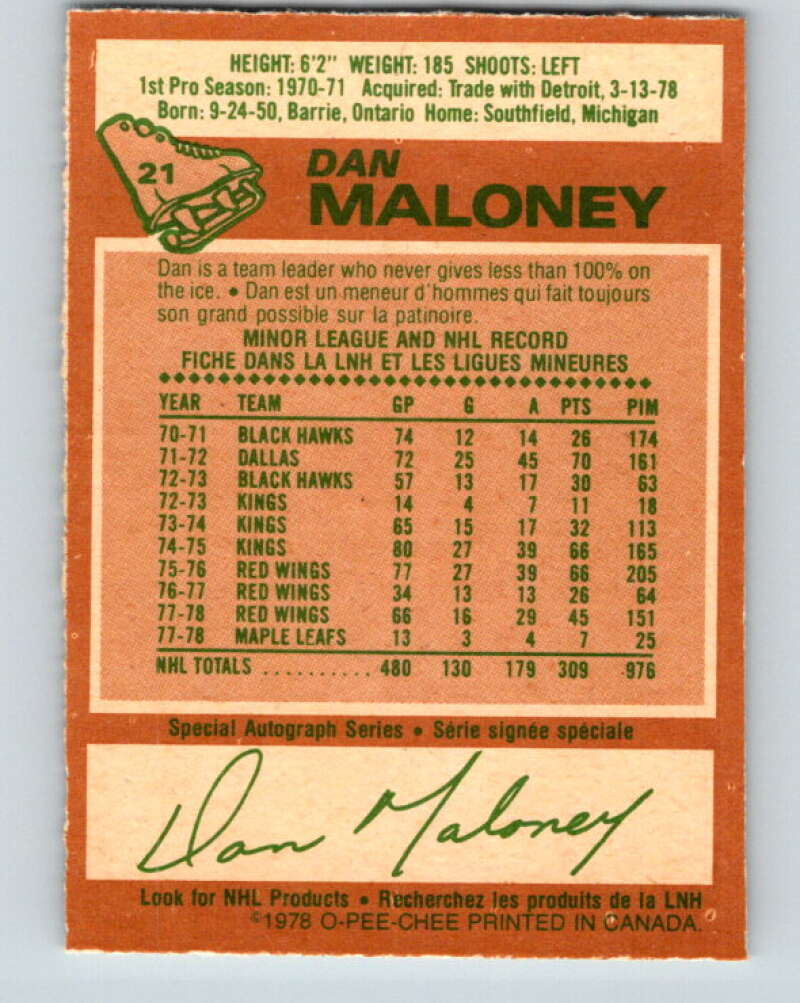 HEIGHT: 6'2" WEIGHT: 185 SHOOTS: LEFT
1st Pro Season: 1970-71 Acquired: Trade with Detroit, 3-13-78
Born: 9-24-50, Barrie, Ontario Home: Southfield, Michigan
21
DAN
MALONEY
Dan is a team leader who never gives less than 100% on
the ice. • Dan est un meneur d'hommes qui fait toujours
son grand possible sur la patinoire.
MINOR LEAGUE AND NHL RECORD
FICHE DANS LA LNH ET LES LIGUES MINEURES
YEAR TEAM GP G A PTS PIM
70-71 BLACK HAWKS 74 12 14 26 174
71-72 DALLAS 72 25 45 70 161
72-73 BLACK HAWKS 57 13 17 30 63
72-73 KINGS 14 4 7 11 18
73-74 KINGS 65 15 17 32 113
74-75 KINGS 80 27 39 66 165
75-76 RED WINGS 77 27 39 66 205
76-77 RED WINGS 34 13 13 26 64
77-78 RED WINGS 66 16 29 45 151
77-78 MAPLE LEAFS 13 3 4 7 25
NHL TOTALS .......... 480 130 179 309 976
Special Autograph Series • Série signée spéciale
Dan Maloney
Look for NHL Products • Recherchez les produits de la LNH
©1978 O-PEE-CHEE PRINTED IN CANADA.